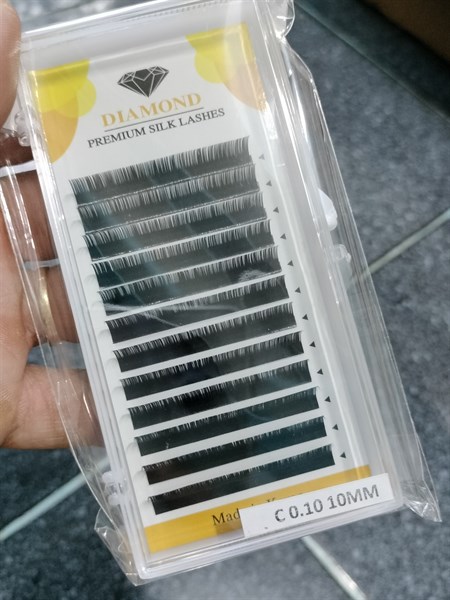 DIAMOND
PREMIUM SILK LASHES
C 0.10 10MM